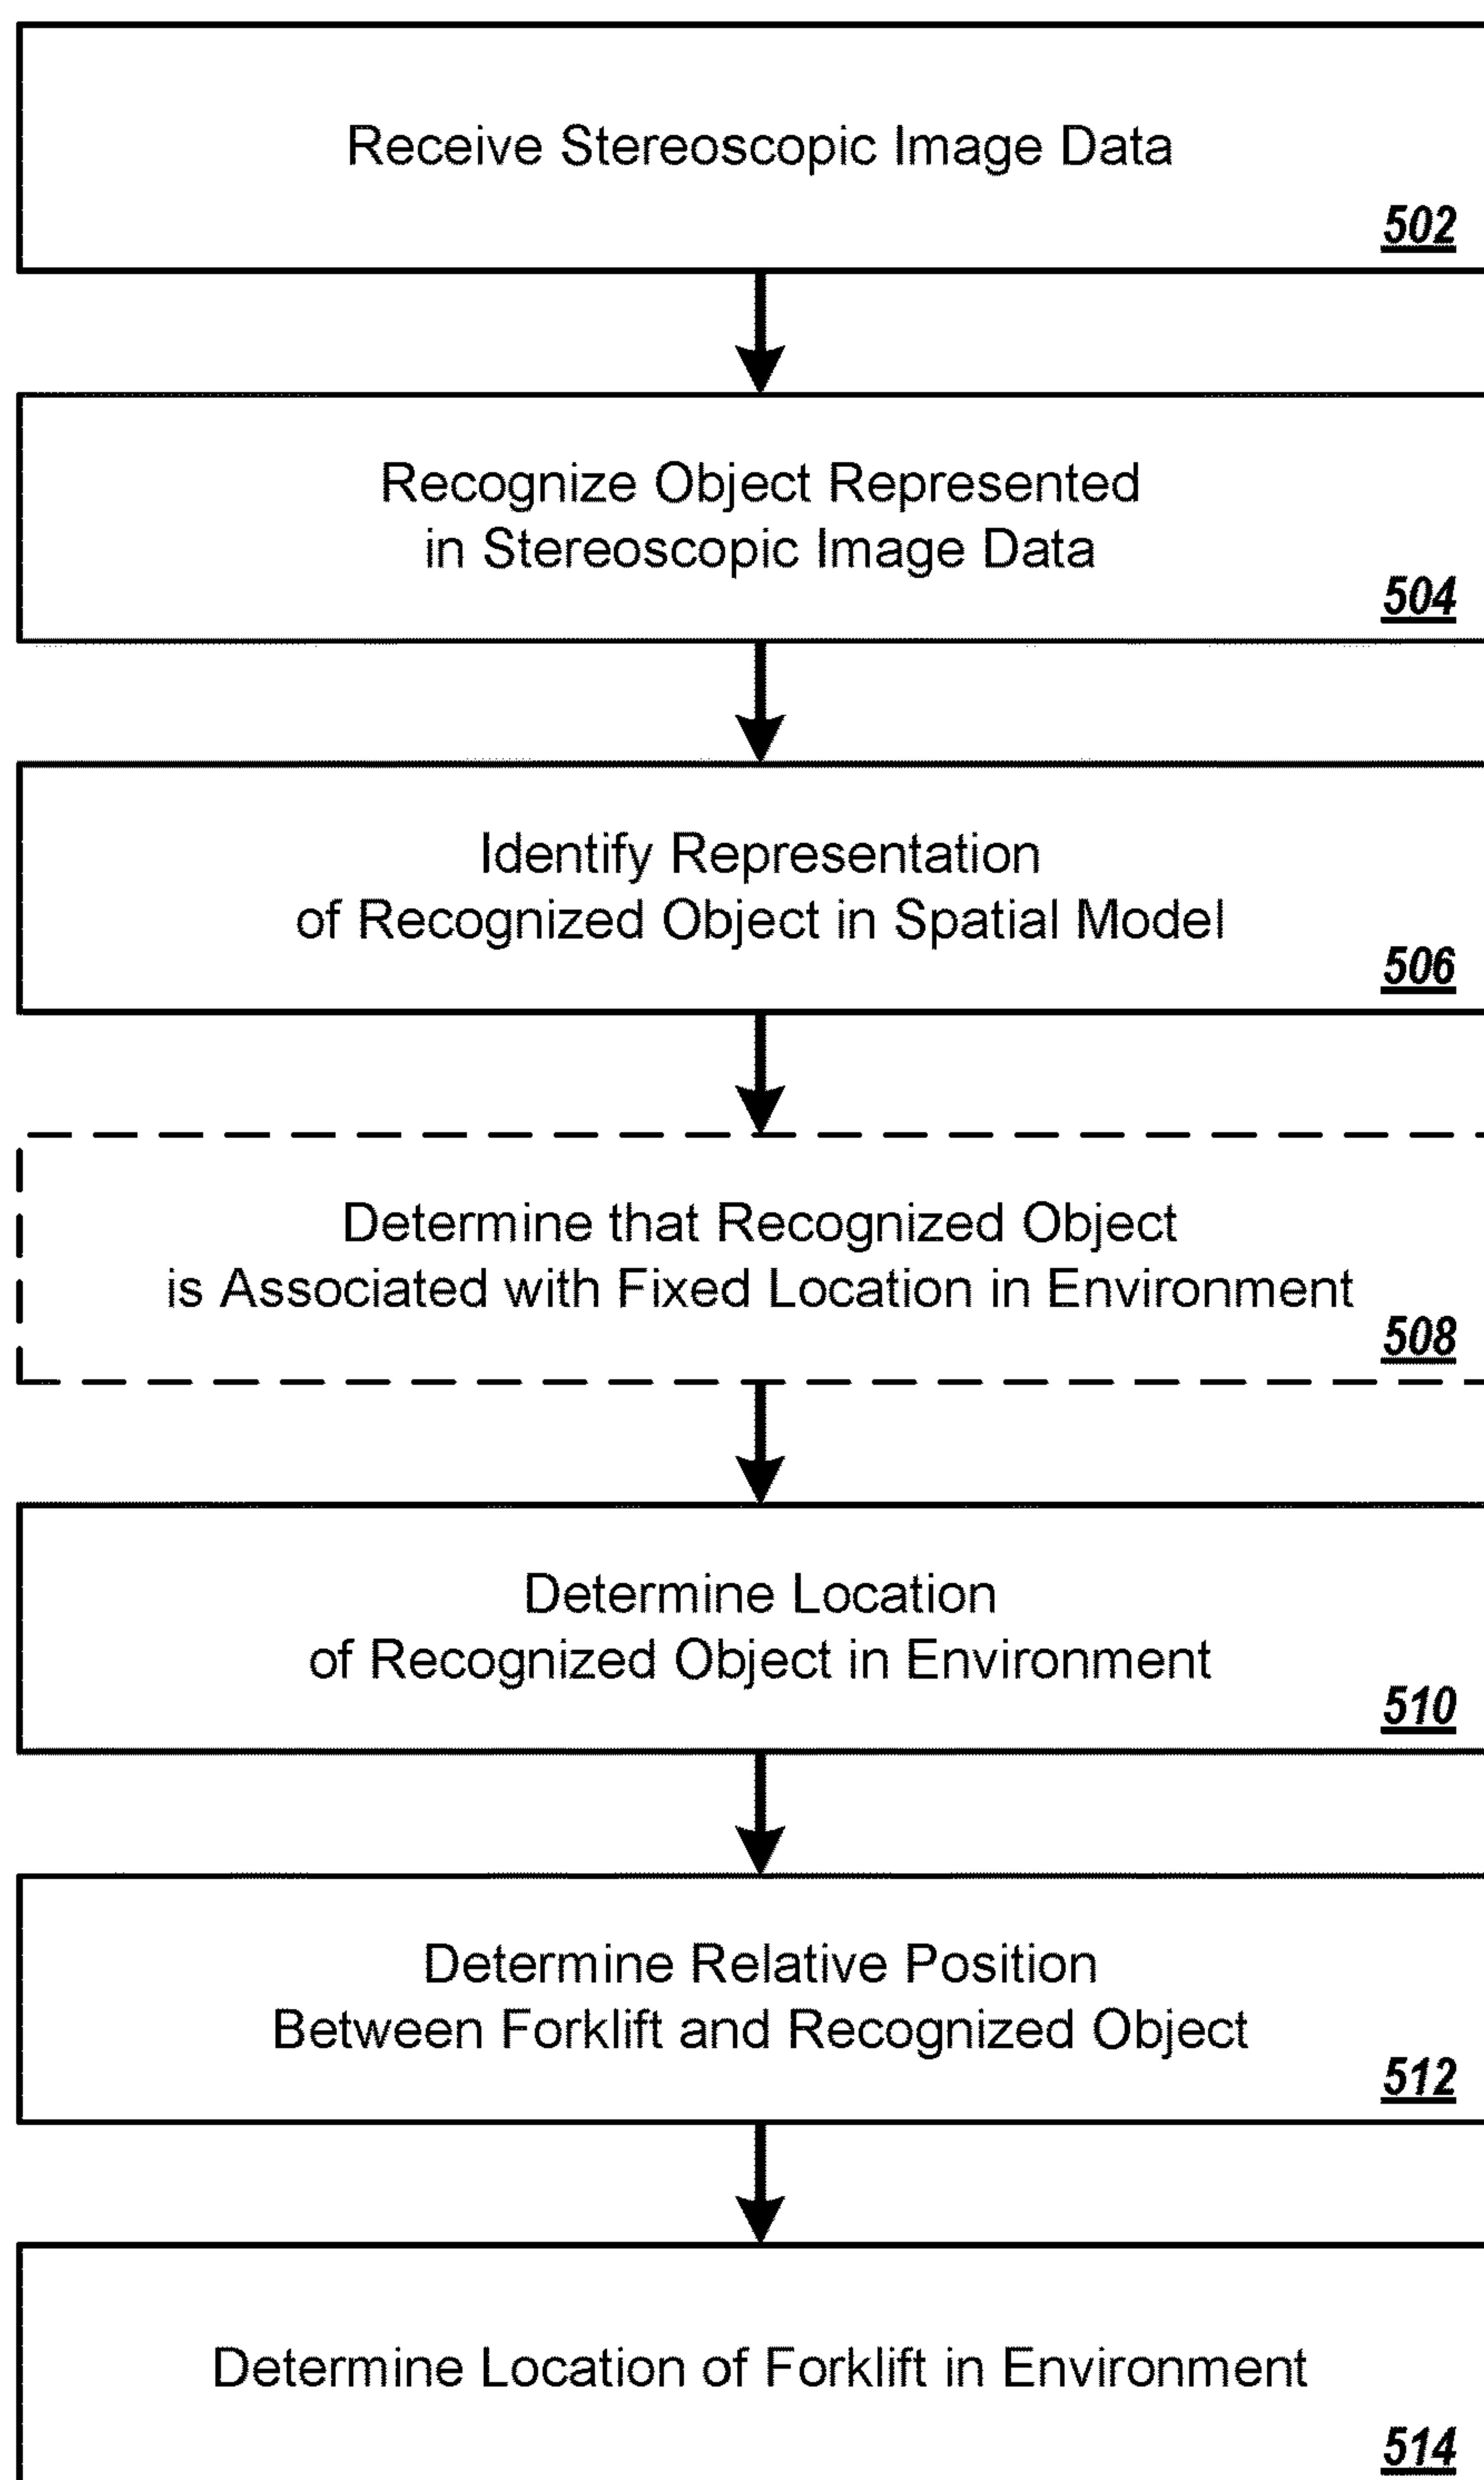 Receive Stereoscopic Image Data
502
Recognize Object Represented
in Stereoscopic Image Data
504
Identify Representation
of Recognized Object in Spatial Model
506
Determine that Recognized Object
is Associated with Fixed Location in Environment
508
Determine Location
of Recognized Object in Environment
510
Determine Relative Position
Between Forklift and Recognized Object
512
Determine Location of Forklift in Environment
514